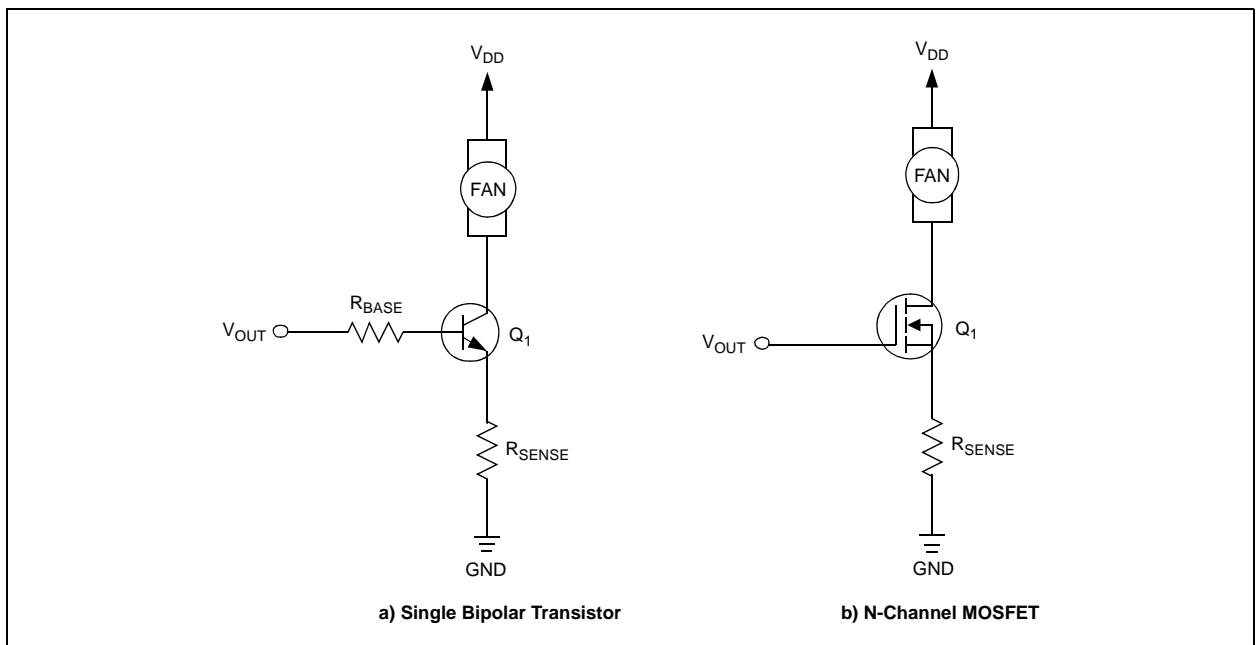 VDD
FAN
RBASE
VOUT
Q1
RSENSE
GND
a) Single Bipolar Transistor
VDD
FAN
VOUT
Q1
RSENSE
GND
b) N-Channel MOSFET